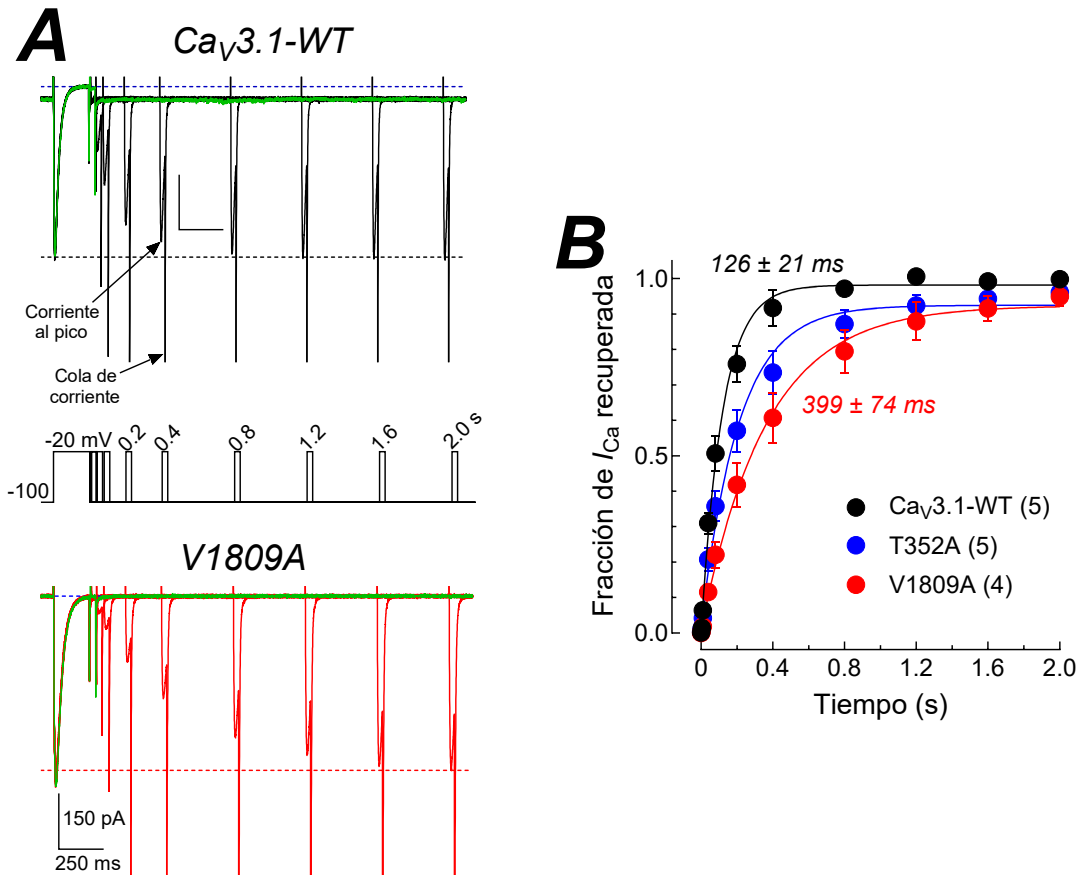 A
CaV3.1-WT
Corriente
al pico
Cola de
corriente
-20 mV
0.2
0.4
0.8
1.2
1.6
2.0 s
-100
V1809A
150 pA
250 ms
B
126 ± 21 ms
399 ± 74 ms
CaV3.1-WT (5)
T352A (5)
V1809A (4)
Fracción de ICa recuperada
1.0
0.5
0.0
0
0.4
0.8
1.2
1.6
2.0
Tiempo (s)